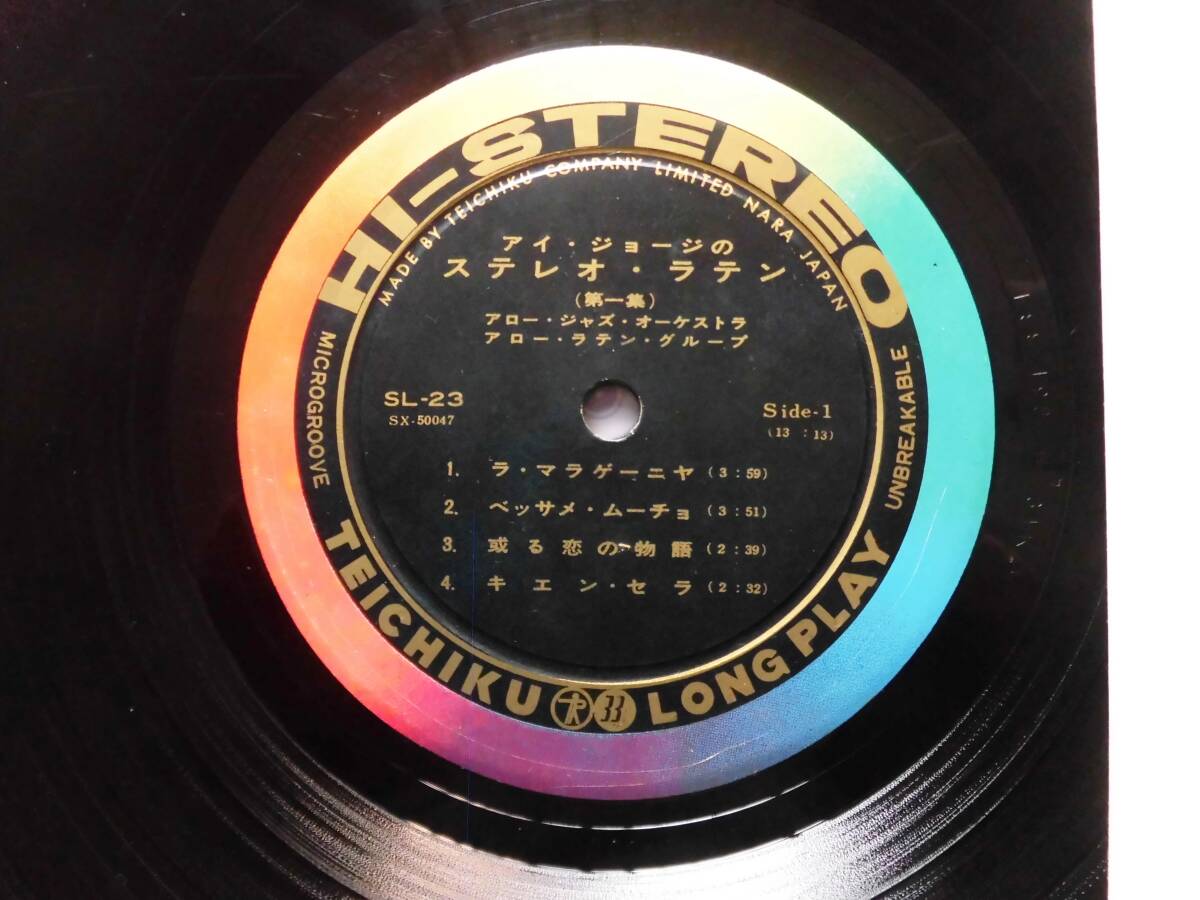 HI-STEREO
MADE BY TEICHIKU COMPANY LIMITED NARA JAPAN
アイ・ジョージの
ステレオ・ラテン
(第一集)
アロー・ジャズ・オーケストラ
アロー・ラテン・グループ
MICROGROOVE
UNBREAKABLE
SL-23
SX-50047
Side-1
(13 : 13)
1. ラ・マラゲーニヤ (3:59)
2. ベッサメ・ムーチョ (3:51)
3. 或る恋の物語 (2:39)
4. キエン・セラ (2:32)
TEICHIKU 33 LONG PLAY